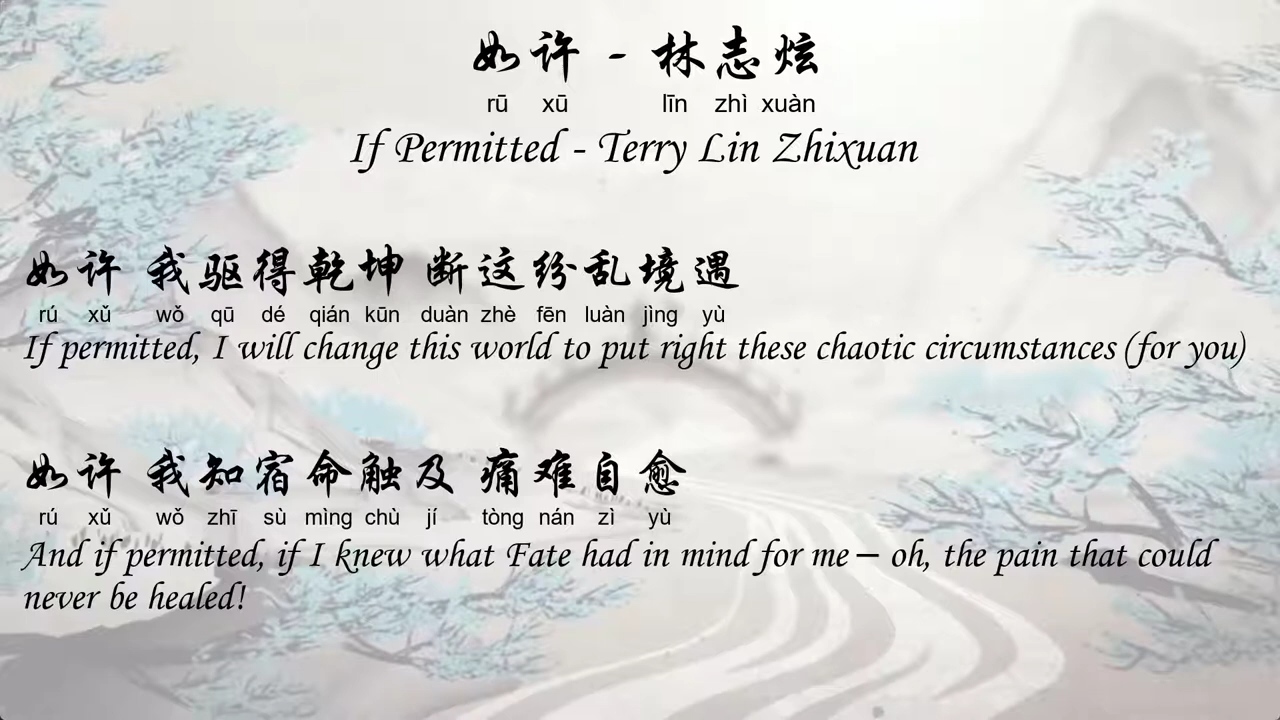 如许 - 林志炫
rū xū līn zhì xuàn
If Permitted - Terry Lin Zhixuan
如许 我驱得乾坤 断这纷乱境遇
rú xǔ wǒ qū dé qián kūn duàn zhè fēn luàn jìng yù
If permitted, I will change this world to put right these chaotic circumstances (for you)
如许 我知宿命触及 痛难自愈
rú xǔ wǒ zhī sù mìng chù jí tòng nán zì yù
And if permitted, if I knew what Fate had in mind for me – oh, the pain that could
never be healed!